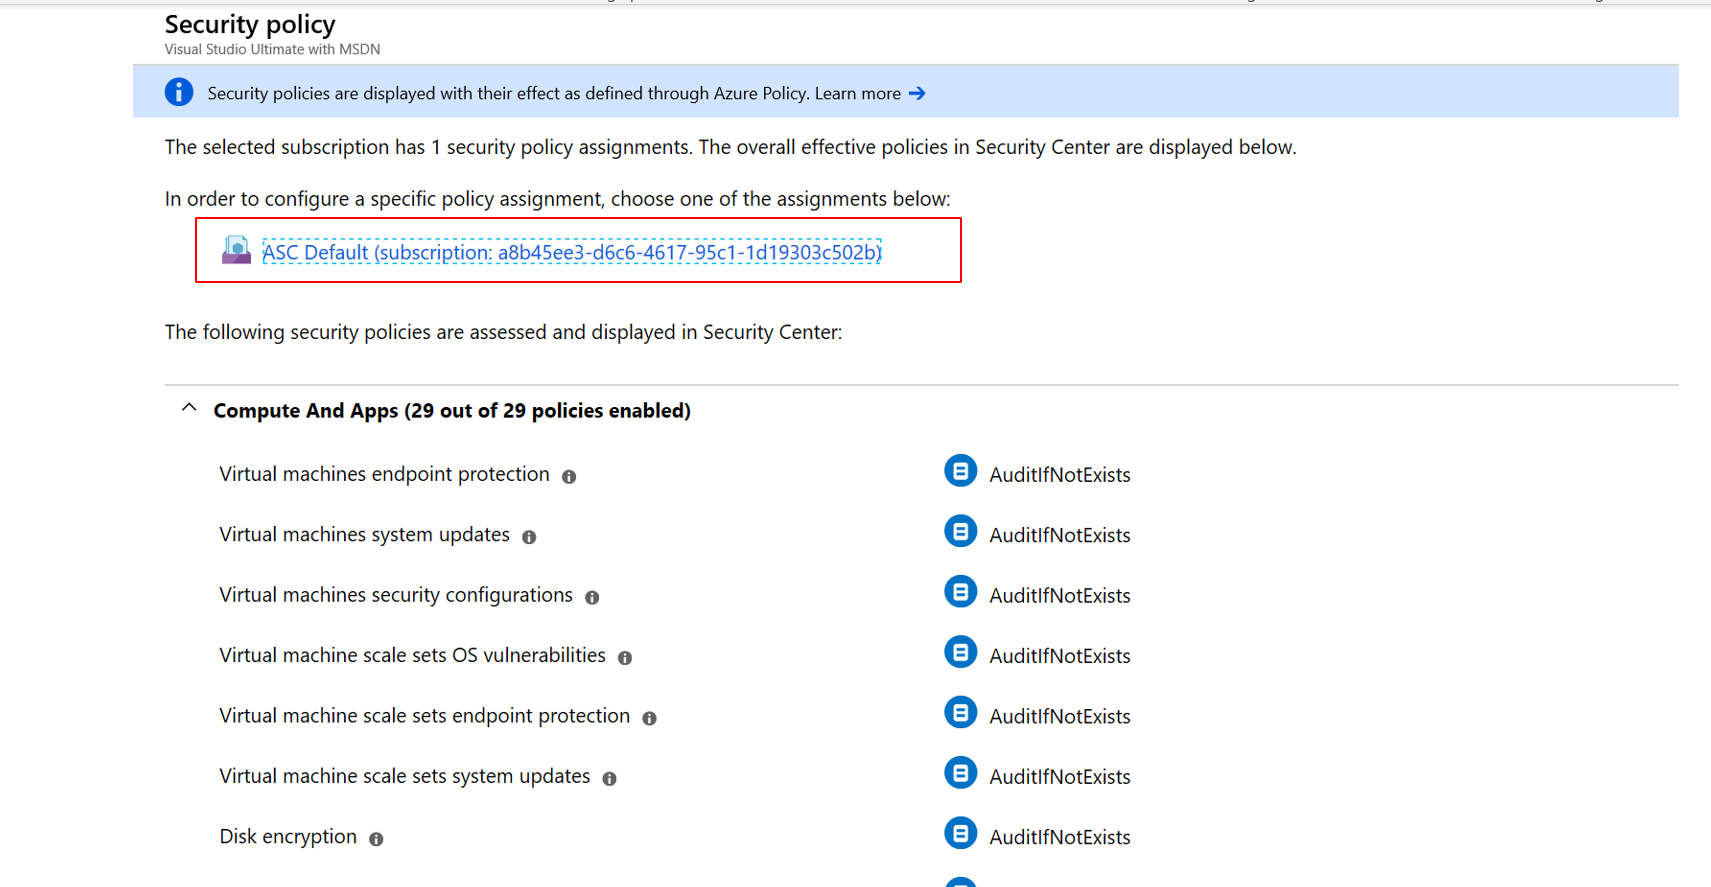 Security policy
Visual Studio Ultimate with MSDN
Security policies are displayed with their effect as defined through Azure Policy. Learn more →
The selected subscription has 1 security policy assignments. The overall effective policies in Security Center are displayed below.
In order to configure a specific policy assignment, choose one of the assignments below:
ASC Default (subscription: a8b45ee3-d6c6-4617-95c1-1d19303c502b)
The following security policies are assessed and displayed in Security Center:
Compute And Apps (29 out of 29 policies enabled)
Virtual machines endpoint protection AuditIfNotExists
Virtual machines system updates AuditIfNotExists
Virtual machines security configurations AuditIfNotExists
Virtual machine scale sets OS vulnerabilities AuditIfNotExists
Virtual machine scale sets endpoint protection AuditIfNotExists
Virtual machine scale sets system updates AuditIfNotExists
Disk encryption AuditIfNotExists